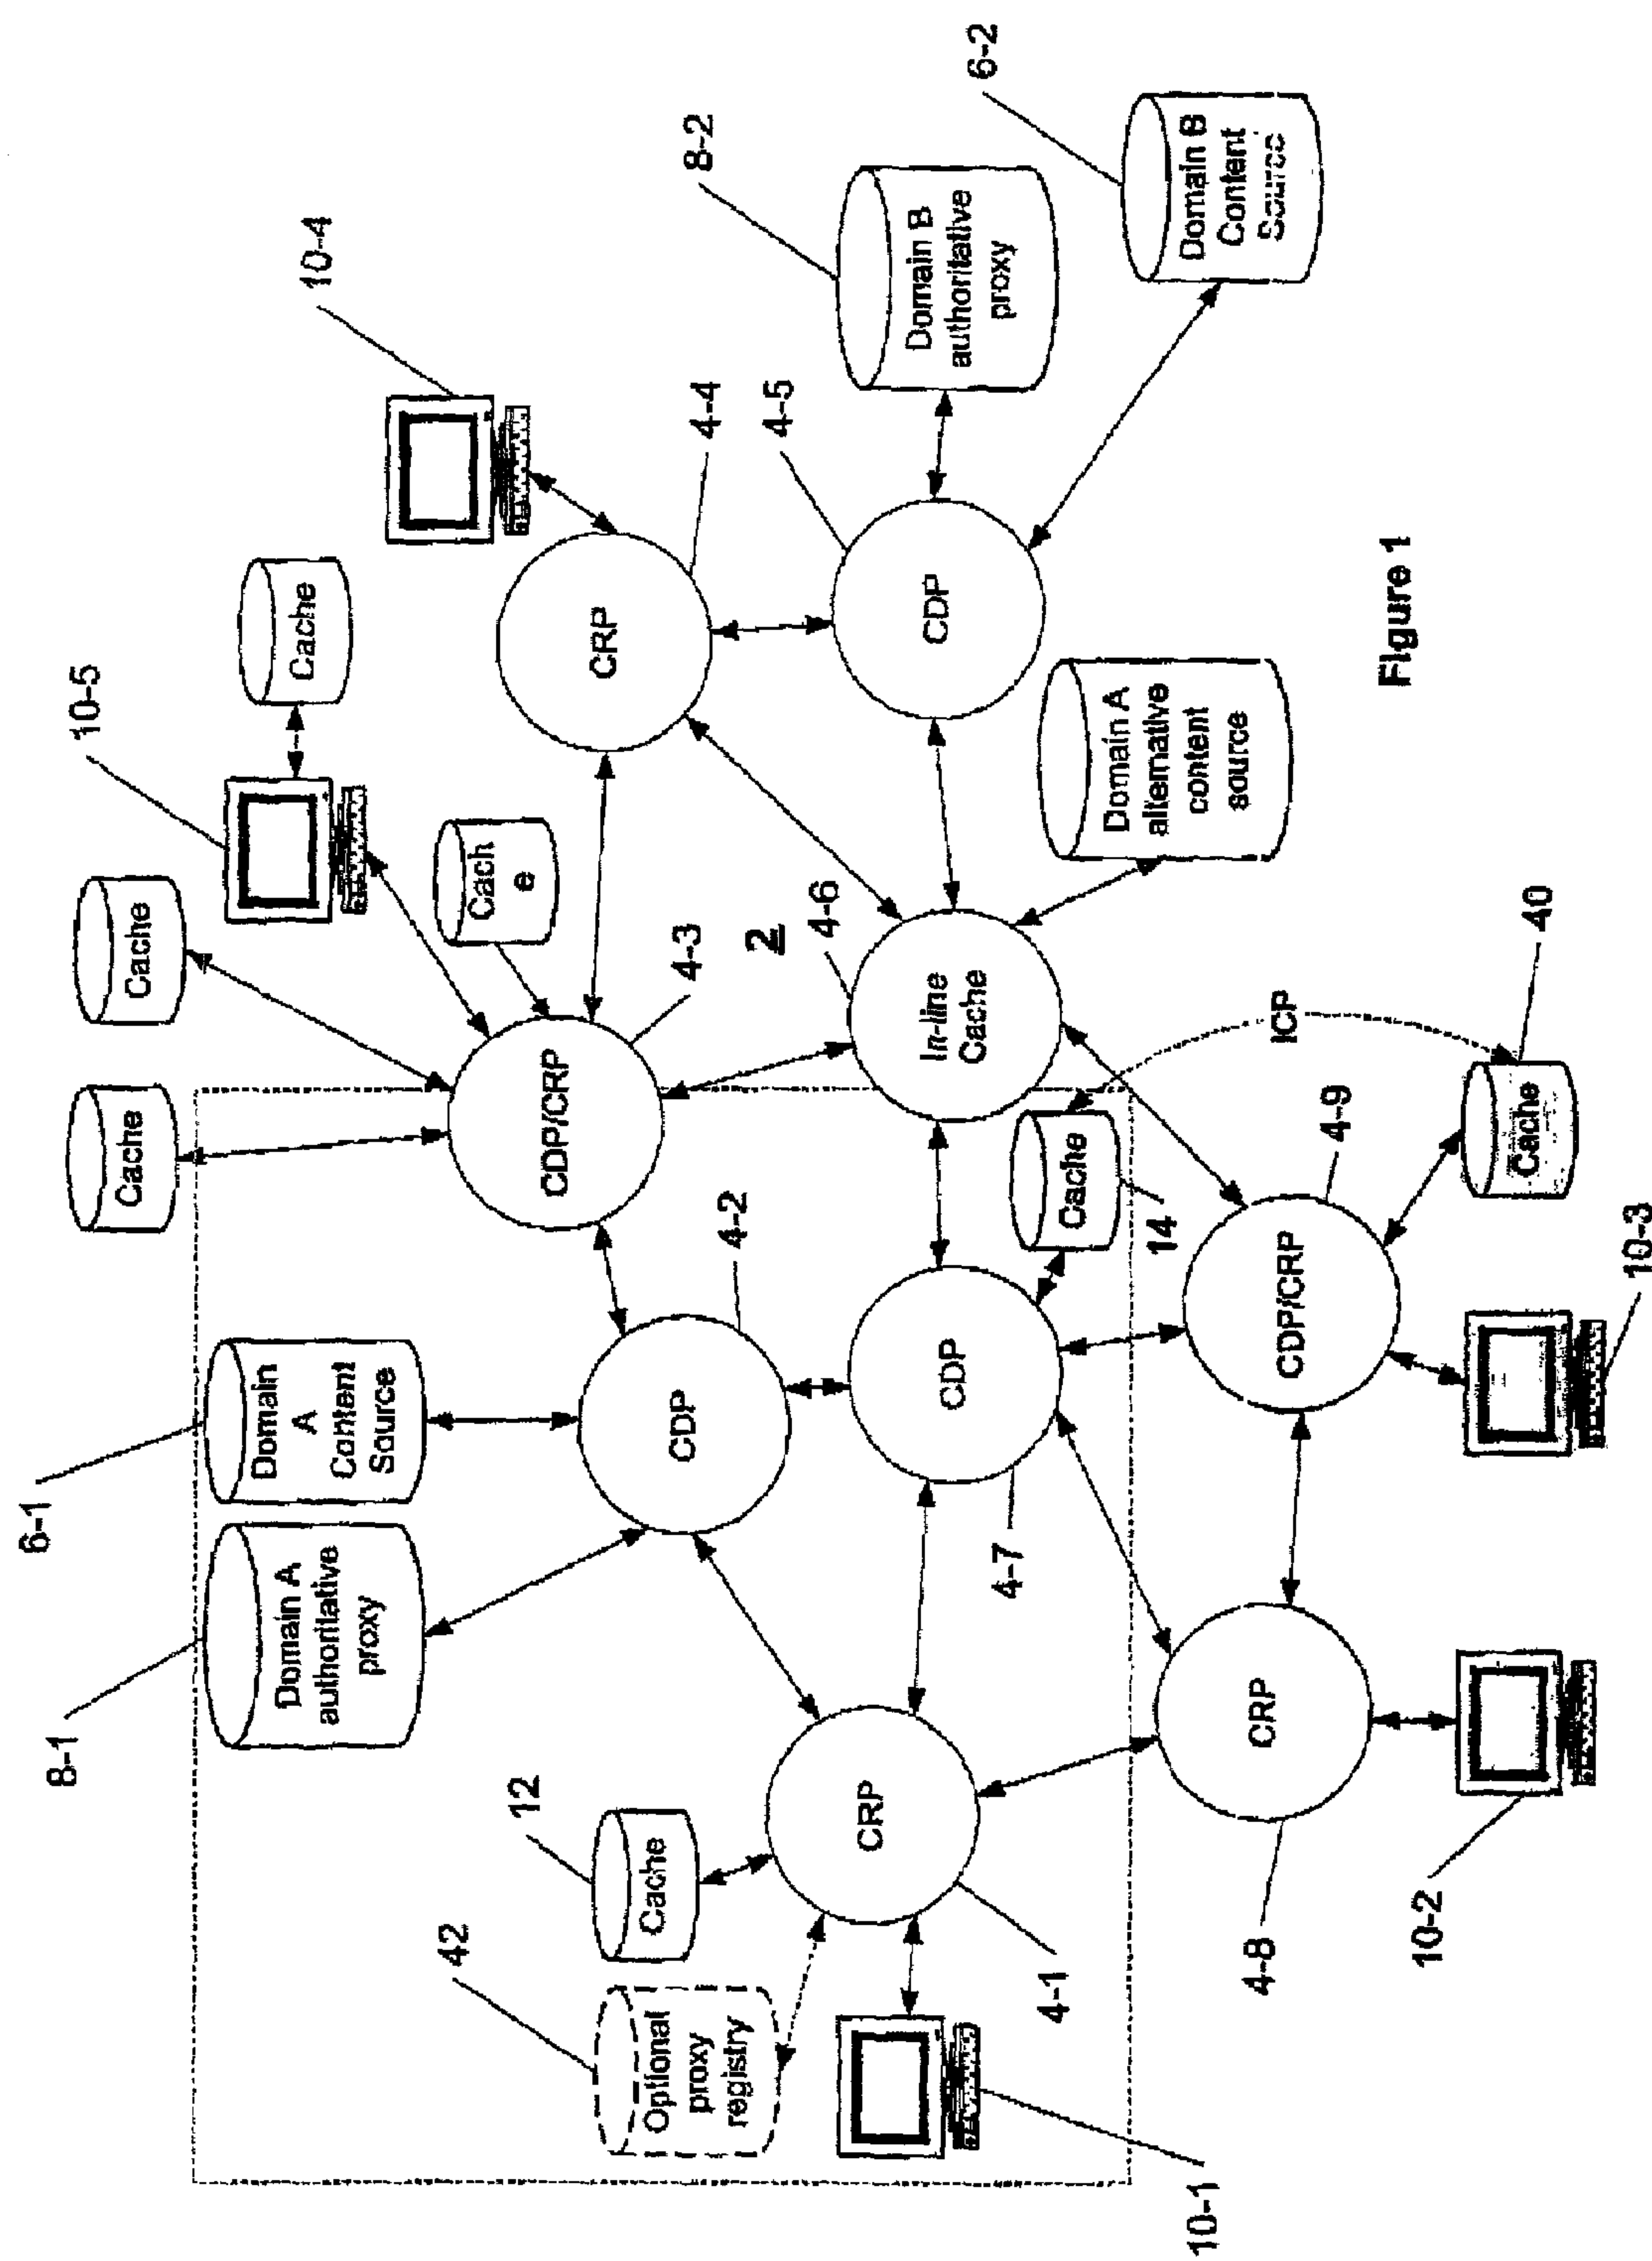 6-1
8-1
Domain
A
Content
Source
Domain A
authoritative
proxy
42
12
Optional
proxy
registry
Cache
10-1
4-1
CRP
CDP
4-2
CDP
4-7
Cache
14
CRP
4-8
10-2
CDP/CRP
4-9
10-3
Cache
40
ICP
In-line
Cache
4-6
2
CDP/CRP
4-3
Cache
Cache
Cach
e
10-5
Cache
CRP
4-4
10-4
CDP
4-5
Domain A
alternative
content
source
Domain B
authoritative
proxy
8-2
Domain B
Content
Source
6-2
Figure 1